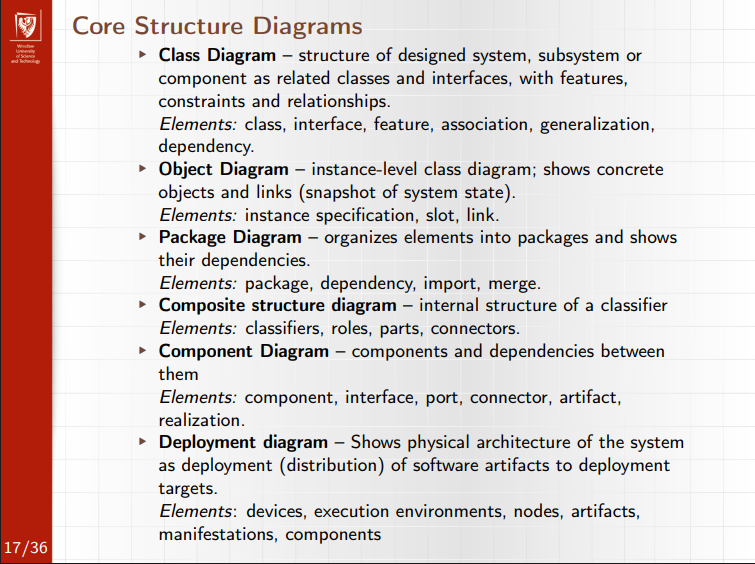 Wrocław
University
of Science
and Technology
Core Structure Diagrams
Class Diagram – structure of designed system, subsystem or
component as related classes and interfaces, with features,
constraints and relationships.
Elements: class, interface, feature, association, generalization,
dependency.
Object Diagram – instance-level class diagram; shows concrete
objects and links (snapshot of system state).
Elements: instance specification, slot, link.
Package Diagram – organizes elements into packages and shows
their dependencies.
Elements: package, dependency, import, merge.
Composite structure diagram – internal structure of a classifier
Elements: classifiers, roles, parts, connectors.
Component Diagram – components and dependencies between
them
Elements: component, interface, port, connector, artifact,
realization.
Deployment diagram – Shows physical architecture of the system
as deployment (distribution) of software artifacts to deployment
targets.
Elements: devices, execution environments, nodes, artifacts,
manifestations, components
17/36